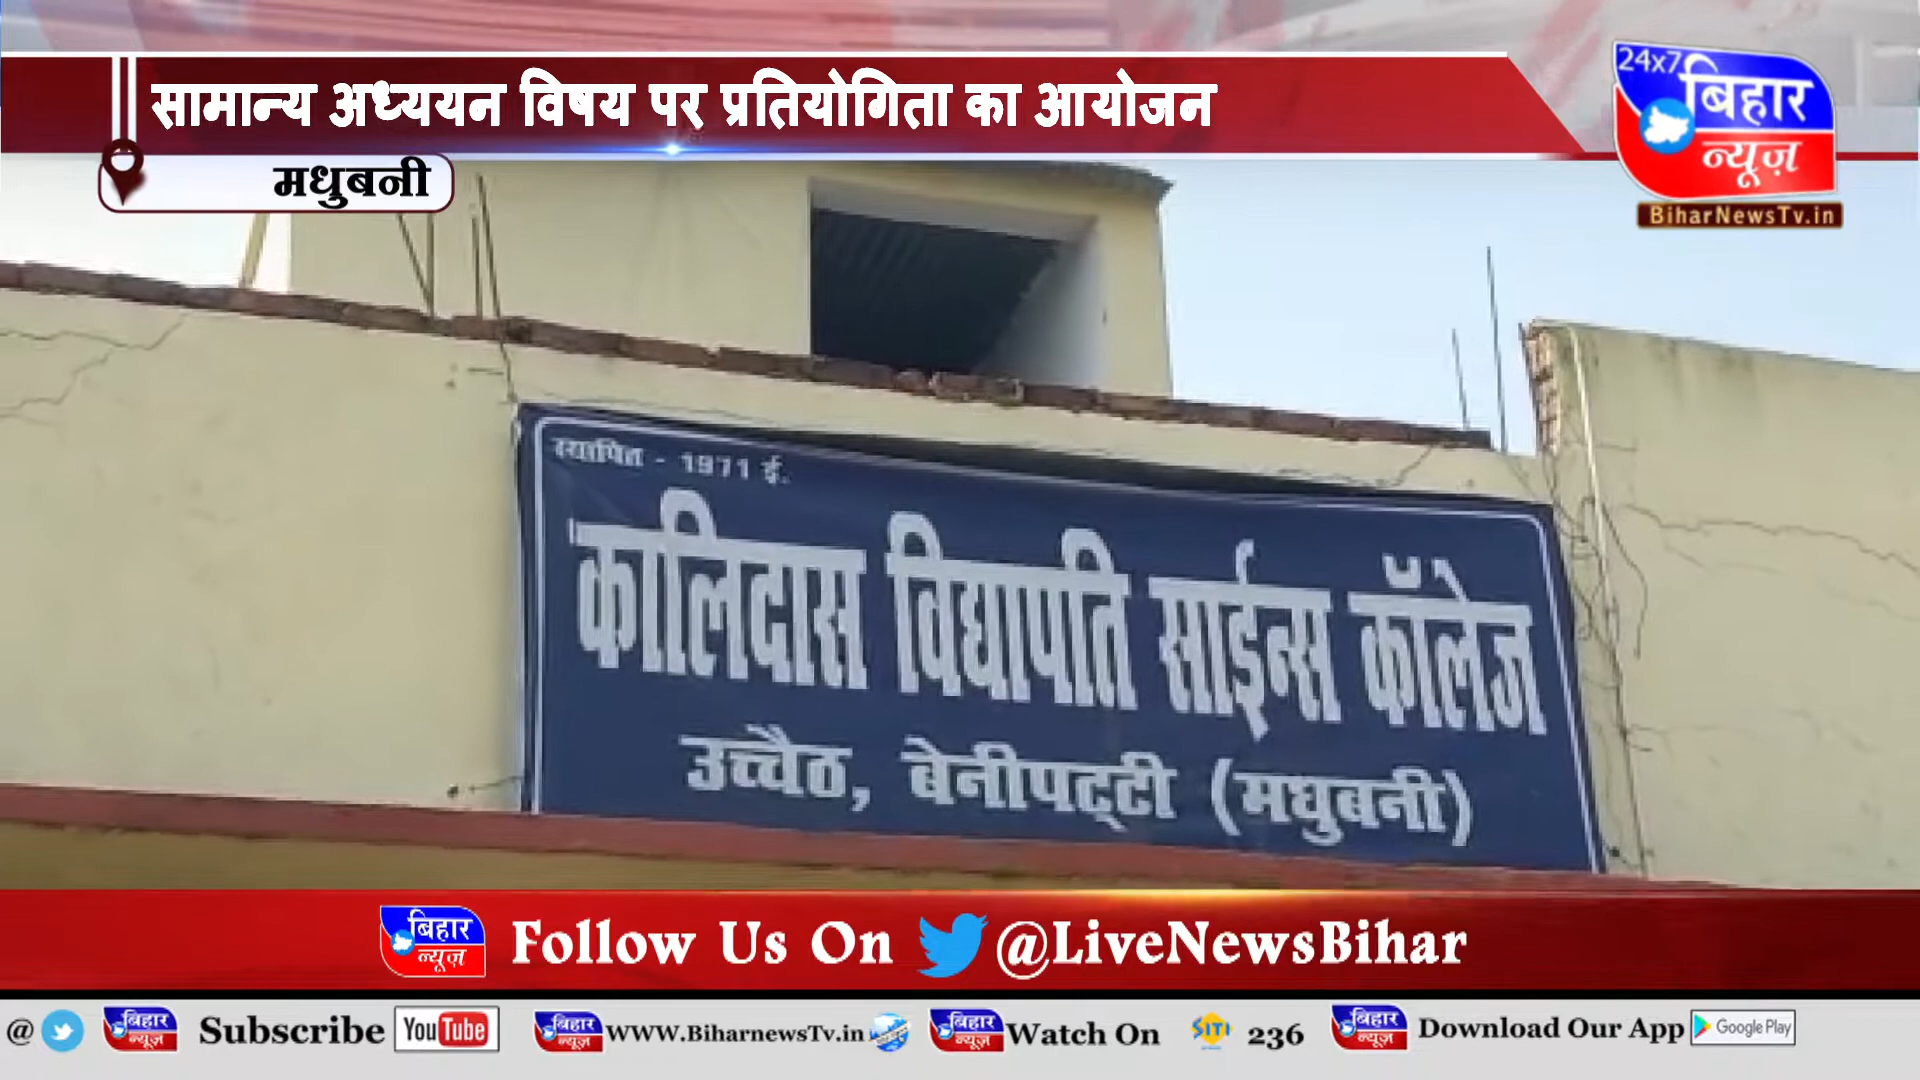 सामान्य अध्ययन विषय पर प्रतियोगिता का आयोजन
24x7
बिहार
न्यूज़
BiharNewsTv.in
मधुबनी
स्थापित - 1971 ई.
कालिदास विद्यापति साईन्स कॉलेज
उच्चैठ, बेनीपट्टी (मधुबनी)
बिहार न्यूज़ Follow Us On @LiveNewsBihar
@ बिहार न्यूज़ Subscribe YouTube बिहार न्यूज़ www.BiharnewsTv.in बिहार न्यूज़ Watch On SITI 236 बिहार न्यूज़ Download Our App Google Play